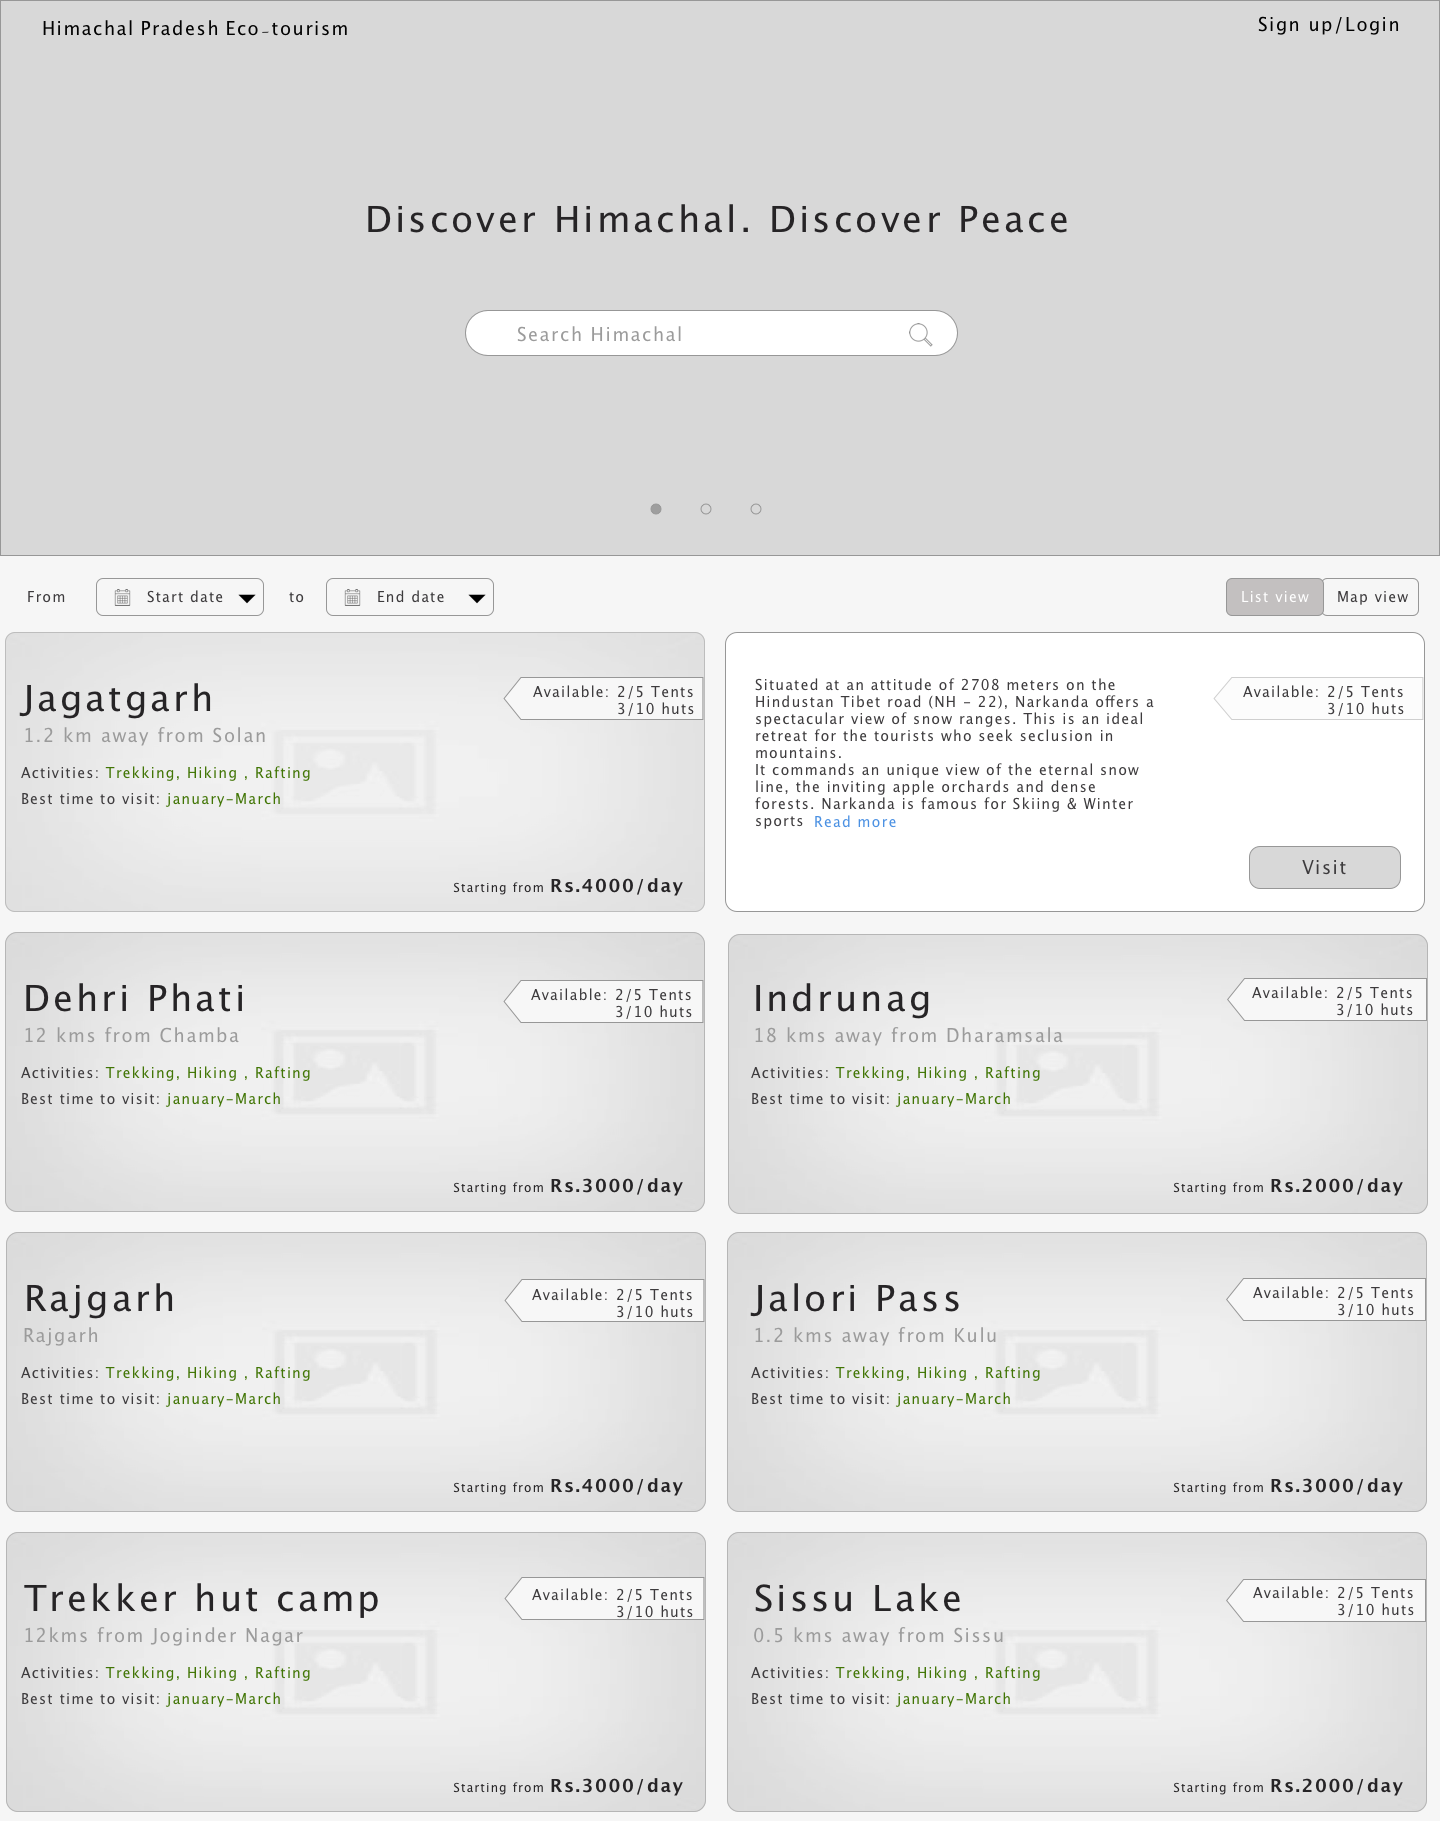 Himachal Pradesh Eco-tourism
Sign up/Login
Discover Himachal. Discover Peace
Search Himachal
From
Start date
to
End date
List view
Map view
Jagatgarh
1.2 km away from Solan
Activities: Trekking, Hiking , Rafting
Best time to visit: january-March
Available: 2/5 Tents
3/10 huts
Starting from Rs.4000/day
Situated at an attitude of 2708 meters on the
Hindustan Tibet road (NH - 22), Narkanda offers a
spectacular view of snow ranges. This is an ideal
retreat for the tourists who seek seclusion in
mountains.
It commands an unique view of the eternal snow
line, the inviting apple orchards and dense
forests. Narkanda is famous for Skiing & Winter
sports Read more
Available: 2/5 Tents
3/10 huts
Visit
Dehri Phati
12 kms from Chamba
Activities: Trekking, Hiking , Rafting
Best time to visit: january-March
Available: 2/5 Tents
3/10 huts
Starting from Rs.3000/day
Indrunag
18 kms away from Dharamsala
Activities: Trekking, Hiking , Rafting
Best time to visit: january-March
Available: 2/5 Tents
3/10 huts
Starting from Rs.2000/day
Rajgarh
Rajgarh
Activities: Trekking, Hiking , Rafting
Best time to visit: january-March
Available: 2/5 Tents
3/10 huts
Starting from Rs.4000/day
Jalori Pass
1.2 kms away from Kulu
Activities: Trekking, Hiking , Rafting
Best time to visit: january-March
Available: 2/5 Tents
3/10 huts
Starting from Rs.3000/day
Trekker hut camp
12kms from Joginder Nagar
Activities: Trekking, Hiking , Rafting
Best time to visit: january-March
Available: 2/5 Tents
3/10 huts
Starting from Rs.3000/day
Sissu Lake
0.5 kms away from Sissu
Activities: Trekking, Hiking , Rafting
Best time to visit: january-March
Available: 2/5 Tents
3/10 huts
Starting from Rs.2000/day